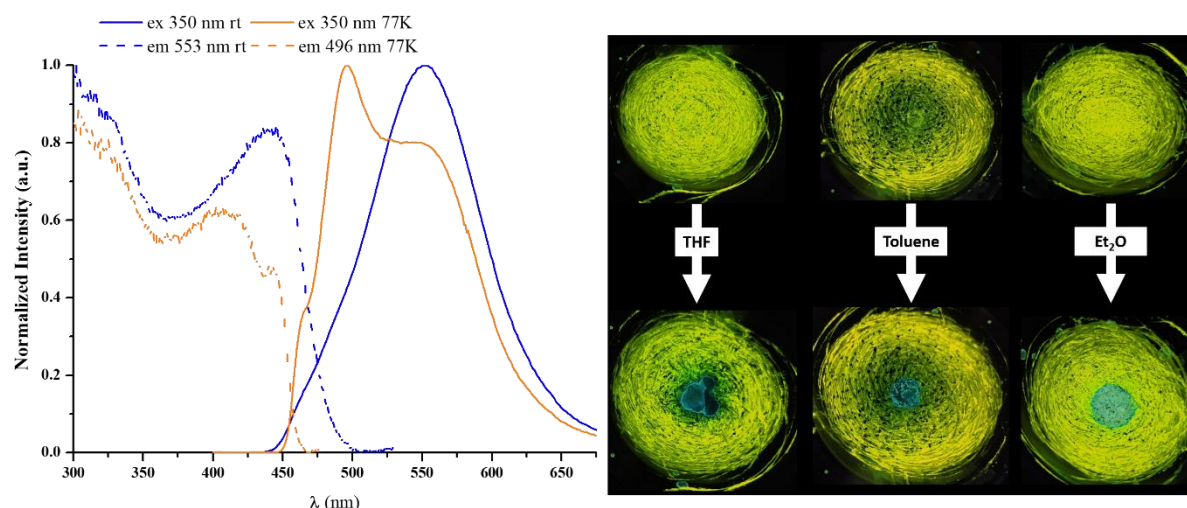 ex 350 nm rt ex 350 nm 77K
em 553 nm rt em 496 nm 77K
1.0
0.8
0.6
0.4
0.2
0.0
Normalized Intensity (a.u.)
300 350 400 450 500 550 600 650
λ (nm)
THF
Toluene
Et₂O